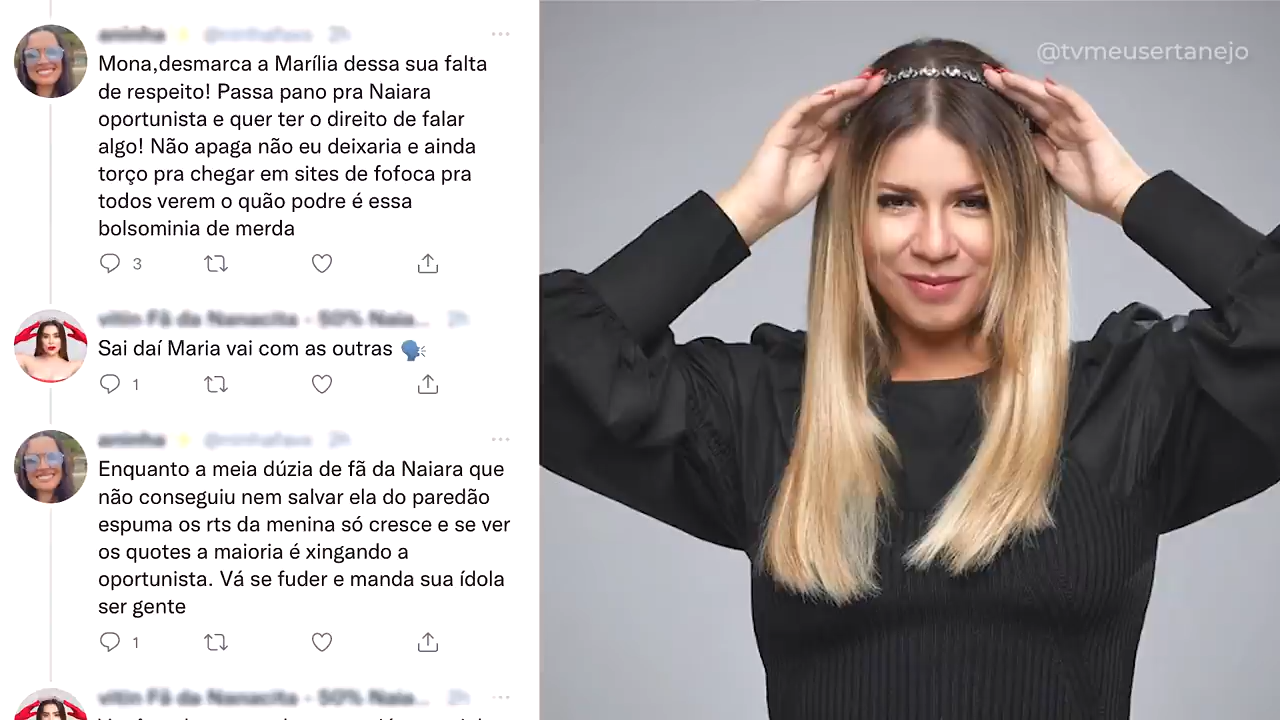 Mona,desmarca a Marília dessa sua falta
de respeito! Passa pano pra Naiara
oportunista e quer ter o direito de falar
algo! Não apaga não eu deixaria e ainda
torço pra chegar em sites de fofoca pra
todos verem o quão podre é essa
bolsominia de merda
3
Sai daí Maria vai com as outras
1
Enquanto a meia dúzia de fã da Naiara que
não conseguiu nem salvar ela do paredão
espuma os rts da menina só cresce e se ver
os quotes a maioria é xingando a
oportunista. Vá se fuder e manda sua ídola
ser gente
1
@tvmeusertanejo